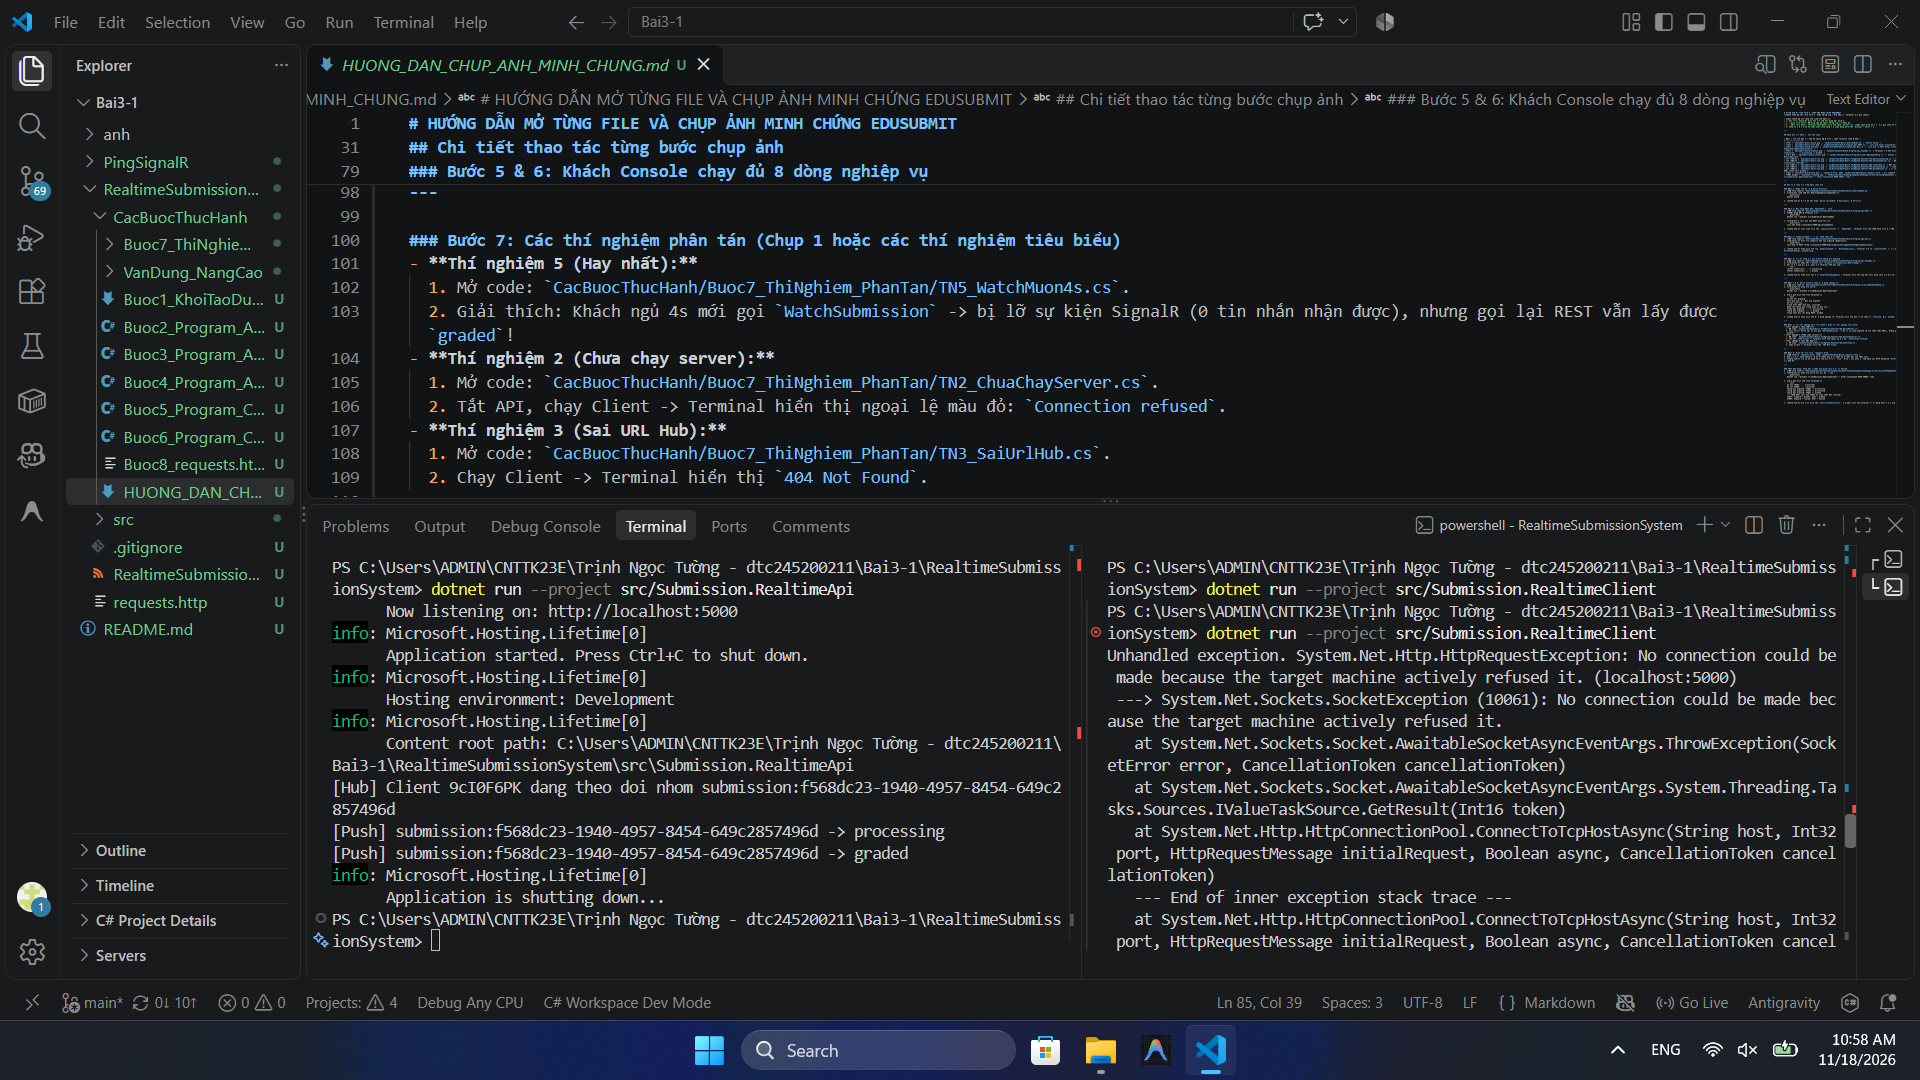 File Edit Selection View Go Run Terminal Help
Bai3-1
Explorer
HUONG_DAN_CHUP_ANH_MINH_CHUNG.md U
MINH_CHUNG.md > # HƯỚNG DẪN MỞ TỪNG FILE VÀ CHỤP ẢNH MINH CHỨNG EDUSUBMIT > ## Chi tiết thao tác từng bước chụp ảnh > ### Bước 5 & 6: Khách Console chạy đủ 8 dòng nghiệp vụ
Text Editor
Bai3-1
anh
PingSignalR
RealtimeSubmission...
CacBuocThucHanh
Buoc7_ThiNghie...
VanDung_NangCao
Buoc1_KhoiTaoDu... U
Buoc2_Program_A... U
Buoc3_Program_A... U
Buoc4_Program_A... U
Buoc5_Program_C... U
Buoc6_Program_C... U
Buoc8_requests.ht... U
HUONG_DAN_CH... U
src
.gitignore U
RealtimeSubmissio... U
requests.http U
README.md U
Outline
Timeline
C# Project Details
Servers
1 # HƯỚNG DẪN MỞ TỪNG FILE VÀ CHỤP ẢNH MINH CHỨNG EDUSUBMIT
31 ## Chi tiết thao tác từng bước chụp ảnh
79 ### Bước 5 & 6: Khách Console chạy đủ 8 dòng nghiệp vụ
98 ---
99
100 ### Bước 7: Các thí nghiệm phân tán (Chụp 1 hoặc các thí nghiệm tiêu biểu)
101 - **Thí nghiệm 5 (Hay nhất):**
102 1. Mở code: `CacBuocThucHanh/Buoc7_ThiNghiem_PhanTan/TN5_WatchMuon4s.cs`.
103 2. Giải thích: Khách ngủ 4s mới gọi `WatchSubmission` -> bị lỡ sự kiện SignalR (0 tin nhắn nhận được), nhưng gọi lại REST vẫn lấy được
`graded`!
104 - **Thí nghiệm 2 (Chưa chạy server):**
105 1. Mở code: `CacBuocThucHanh/Buoc7_ThiNghiem_PhanTan/TN2_ChuaChayServer.cs`.
106 2. Tắt API, chạy Client -> Terminal hiển thị ngoại lệ màu đỏ: `Connection refused`.
107 - **Thí nghiệm 3 (Sai URL Hub):**
108 1. Mở code: `CacBuocThucHanh/Buoc7_ThiNghiem_PhanTan/TN3_SaiUrlHub.cs`.
109 2. Chạy Client -> Terminal hiển thị `404 Not Found`.
Problems Output Debug Console Terminal Ports Comments
powershell - RealtimeSubmissionSystem
PS C:\Users\ADMIN\CNTTK23E\Trịnh Ngọc Tường - dtc245200211\Bai3-1\RealtimeSubmiss
ionSystem> dotnet run --project src/Submission.RealtimeApi
Now listening on: http://localhost:5000
info: Microsoft.Hosting.Lifetime[0]
Application started. Press Ctrl+C to shut down.
info: Microsoft.Hosting.Lifetime[0]
Hosting environment: Development
info: Microsoft.Hosting.Lifetime[0]
Content root path: C:\Users\ADMIN\CNTTK23E\Trịnh Ngọc Tường - dtc245200211\
Bai3-1\RealtimeSubmissionSystem\src\Submission.RealtimeApi
[Hub] Client 9cI0F6PK dang theo doi nhom submission:f568dc23-1940-4957-8454-649c2
857496d
[Push] submission:f568dc23-1940-4957-8454-649c2857496d -> processing
[Push] submission:f568dc23-1940-4957-8454-649c2857496d -> graded
info: Microsoft.Hosting.Lifetime[0]
Application is shutting down...
PS C:\Users\ADMIN\CNTTK23E\Trịnh Ngọc Tường - dtc245200211\Bai3-1\RealtimeSubmiss
ionSystem>
PS C:\Users\ADMIN\CNTTK23E\Trịnh Ngọc Tường - dtc245200211\Bai3-1\RealtimeSubmiss
ionSystem> dotnet run --project src/Submission.RealtimeClient
PS C:\Users\ADMIN\CNTTK23E\Trịnh Ngọc Tường - dtc245200211\Bai3-1\RealtimeSubmiss
ionSystem> dotnet run --project src/Submission.RealtimeClient
Unhandled exception. System.Net.Http.HttpRequestException: No connection could be
made because the target machine actively refused it. (localhost:5000)
---> System.Net.Sockets.SocketException (10061): No connection could be made bec
ause the target machine actively refused it.
at System.Net.Sockets.Socket.AwaitableSocketAsyncEventArgs.ThrowException(Sock
etError error, CancellationToken cancellationToken)
at System.Net.Sockets.Socket.AwaitableSocketAsyncEventArgs.System.Threading.Ta
sks.Sources.IValueTaskSource.GetResult(Int16 token)
at System.Net.Http.HttpConnectionPool.ConnectToTcpHostAsync(String host, Int32
port, HttpRequestMessage initialRequest, Boolean async, CancellationToken cancel
lationToken)
--- End of inner exception stack trace ---
at System.Net.Http.HttpConnectionPool.ConnectToTcpHostAsync(String host, Int32
port, HttpRequestMessage initialRequest, Boolean async, CancellationToken cancel
69
1
main* 0↓ 10↑ 0 0 Projects: 4 Debug Any CPU C# Workspace Dev Mode
Ln 85, Col 39 Spaces: 3 UTF-8 LF {} Markdown Go Live Antigravity
Search
ENG
10:58 AM
11/18/2026